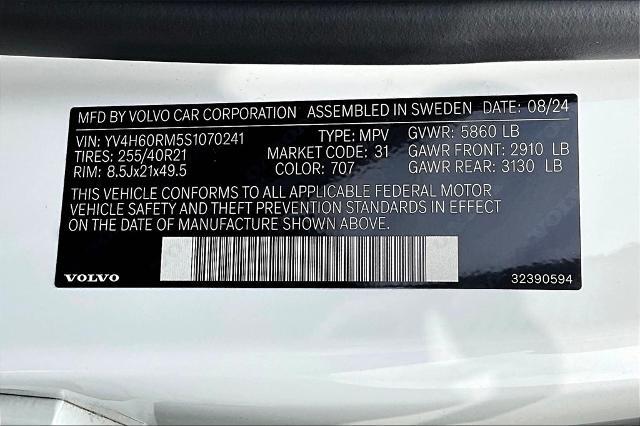 MFD BY VOLVO CAR CORPORATION ASSEMBLED IN SWEDEN DATE: 08/24
VIN: YV4H60RM5S1070241 TYPE: MPV GVWR: 5860 LB
TIRES: 255/40R21 MARKET CODE: 31 GAWR FRONT: 2910 LB
RIM: 8.5Jx21x49.5 COLOR: 707 GAWR REAR: 3130 LB
THIS VEHICLE CONFORMS TO ALL APPLICABLE FEDERAL MOTOR
VEHICLE SAFETY AND THEFT PREVENTION STANDARDS IN EFFECT
ON THE DATE OF MANUFACTURE SHOWN ABOVE.
VOLVO 32390594